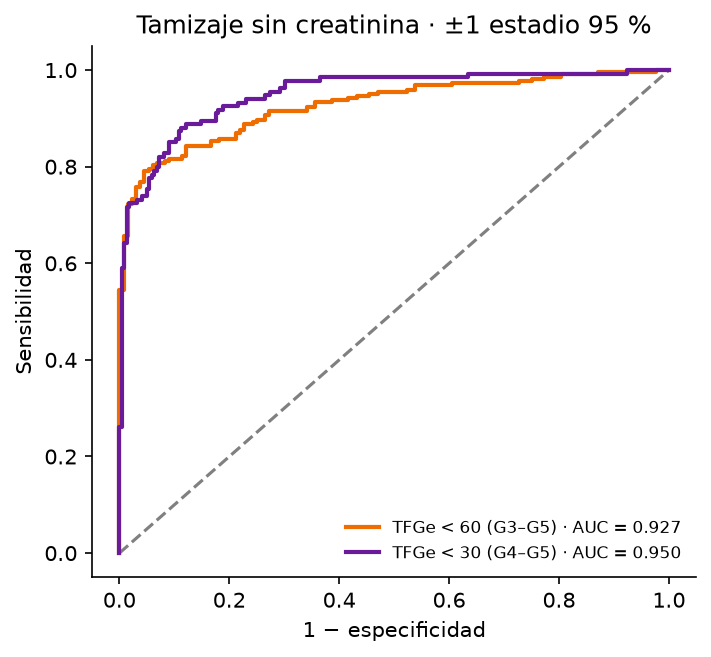 Tamizaje sin creatinina · ±1 estadio 95 %
1.0
0.8
0.6
0.4
0.2
0.0
Sensibilidad
TFGe < 60 (G3–G5) · AUC = 0.927
TFGe < 30 (G4–G5) · AUC = 0.950
0.0 0.2 0.4 0.6 0.8 1.0
1 − especificidad